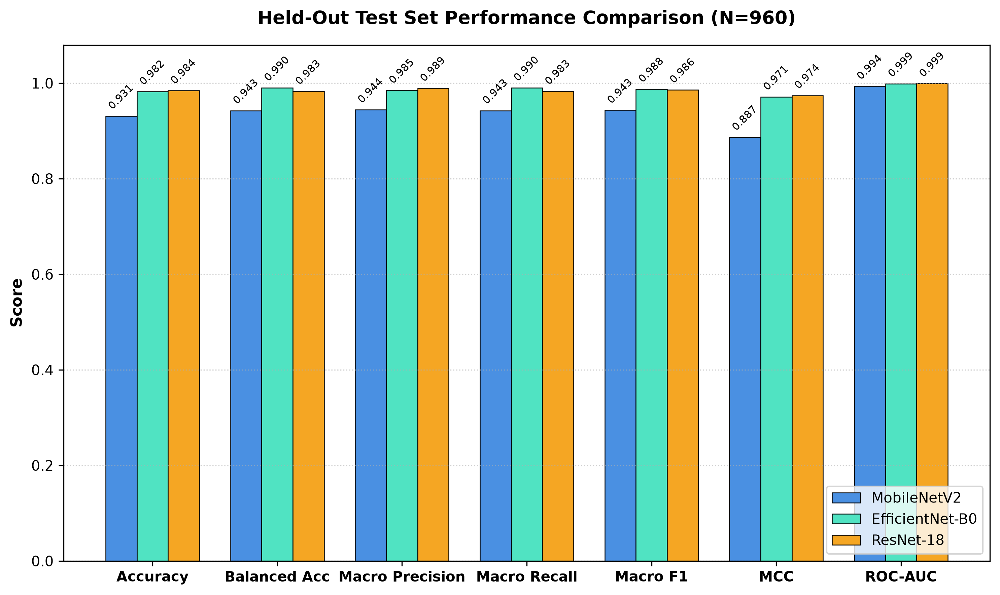 Held-Out Test Set Performance Comparison (N=960)
Score
1.0
0.8
0.6
0.4
0.2
0.0
0.931
0.982
0.984
0.943
0.990
0.983
0.944
0.985
0.989
0.943
0.990
0.983
0.943
0.988
0.986
0.887
0.971
0.974
0.994
0.999
0.999
Accuracy
Balanced Acc
Macro Precision
Macro Recall
Macro F1
MCC
ROC-AUC
MobileNetV2
EfficientNet-B0
ResNet-18